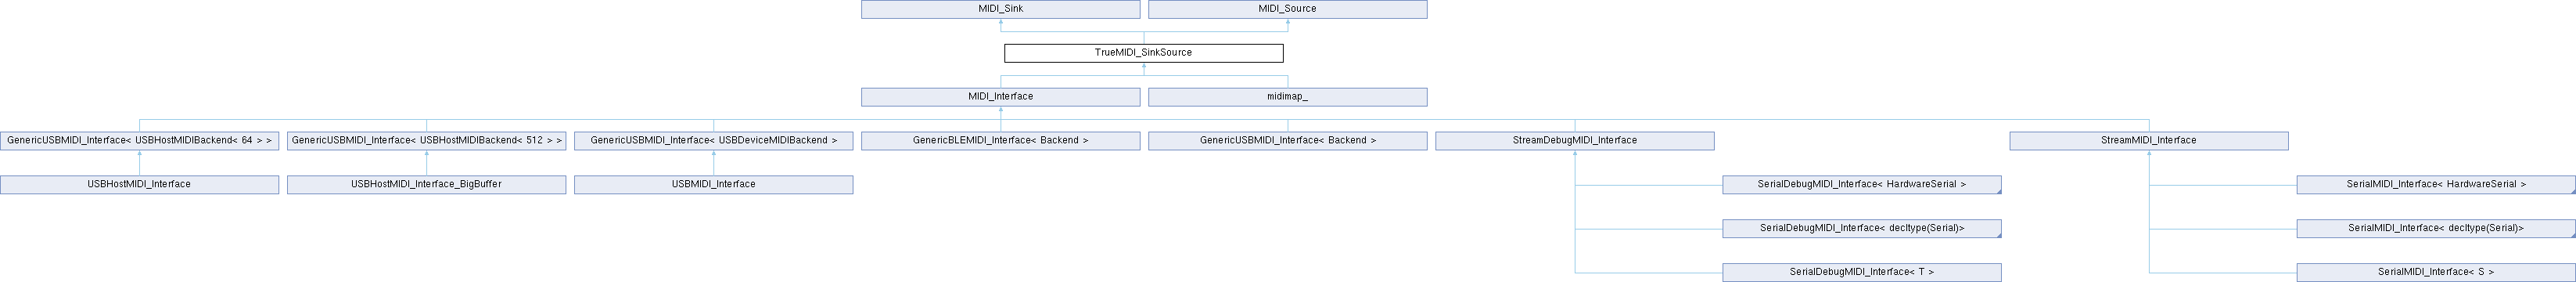 MIDI_Sink
MIDI_Source
TrueMIDI_SinkSource
MIDI_Interface
midimap_
GenericUSBMIDI_Interface< USBHostMIDIBackend< 64 > >
GenericUSBMIDI_Interface< USBHostMIDIBackend< 512 > >
GenericUSBMIDI_Interface< USBDeviceMIDIBackend >
GenericBLEMIDI_Interface< Backend >
GenericUSBMIDI_Interface< Backend >
StreamDebugMIDI_Interface
StreamMIDI_Interface
USBHostMIDI_Interface
USBHostMIDI_Interface_BigBuffer
USBMIDI_Interface
SerialDebugMIDI_Interface< HardwareSerial >
SerialMIDI_Interface< HardwareSerial >
SerialDebugMIDI_Interface< decltype(Serial)>
SerialMIDI_Interface< decltype(Serial)>
SerialDebugMIDI_Interface< T >
SerialMIDI_Interface< S >